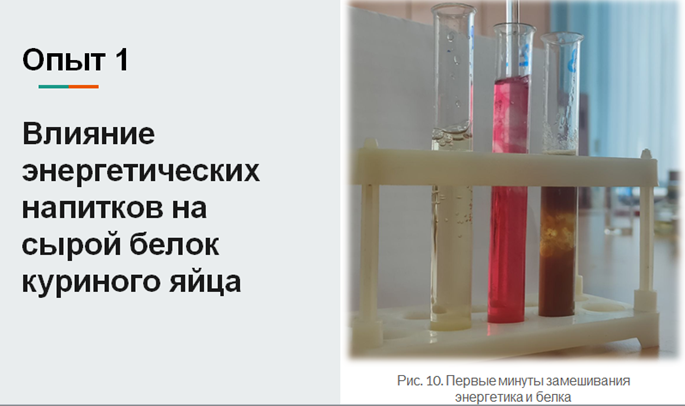 Опыт 1
Влияние
энергетических
напитков на
сырой белок
куриного яйца
Рис. 10. Первые минуты замешивания
энергетика и белка